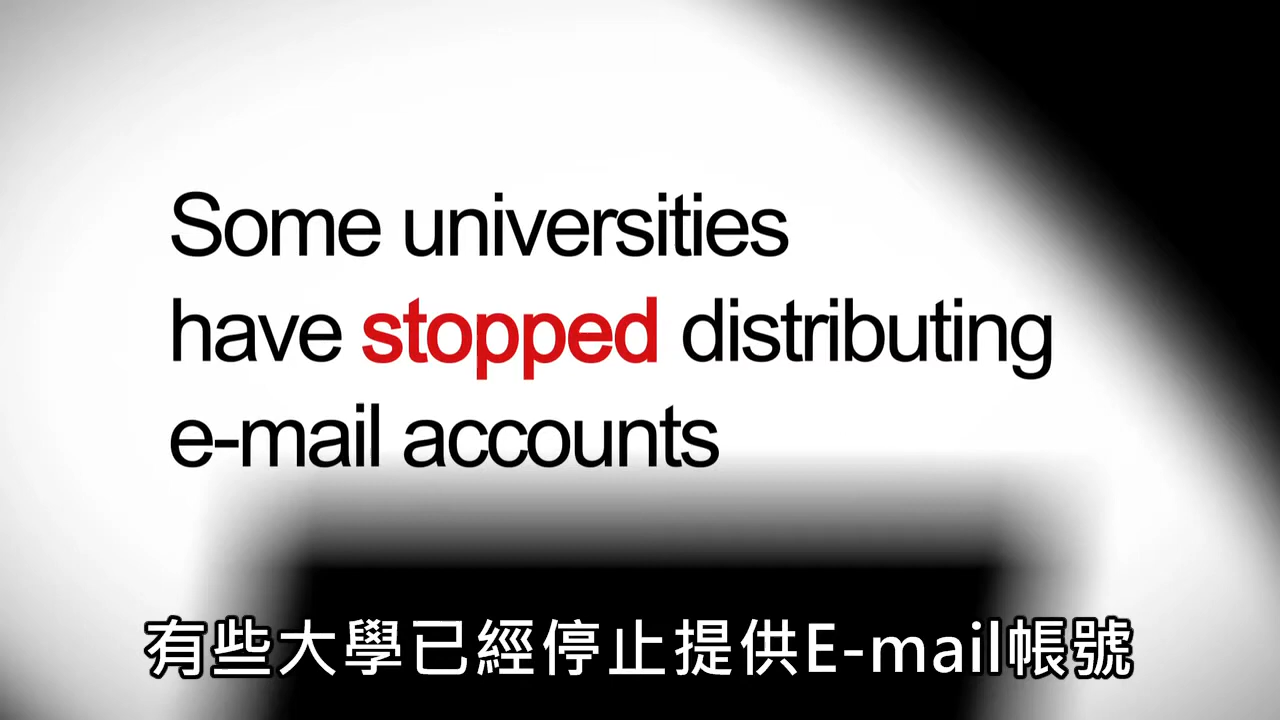 Some universities
have stopped distributing
e-mail accounts
有些大學已經停止提供E-mail帳號